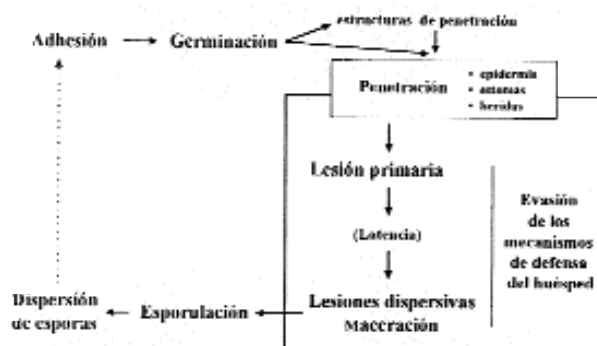 estructuras de penetración
Adhesión
Germinación
Penetración
• epidermis
• estomas
• heridas
Lesión primaria
(Latencia)
Lesiones dispersivas
Maceración
Evasión
de los
mecanismos
de defensa
del huésped
Esporulación
Dispersión
de esporas